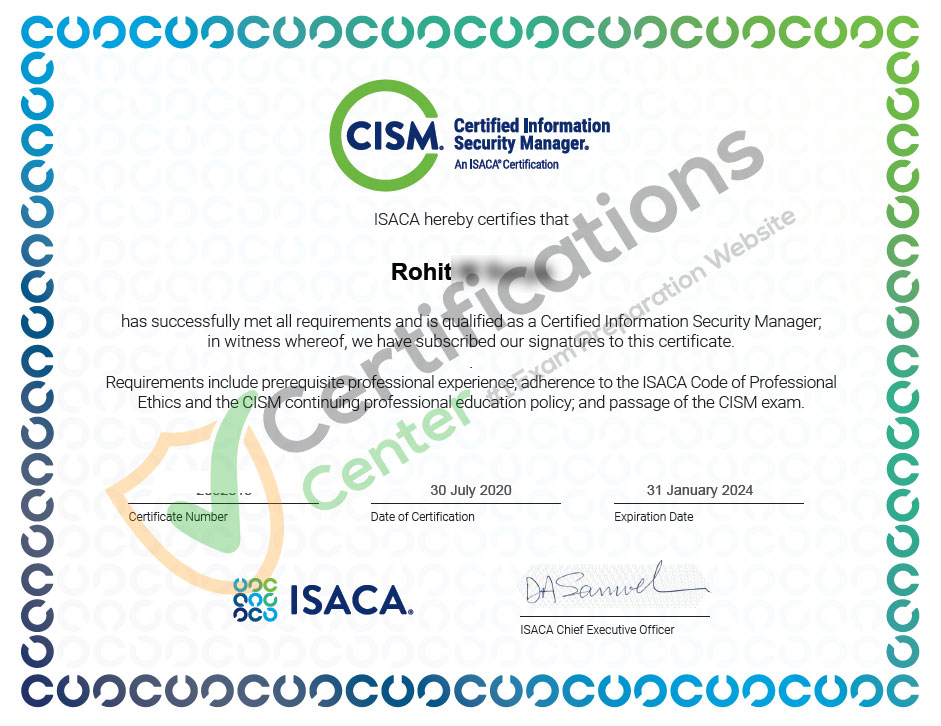 CISM. Certified Information
Security Manager.
An ISACA® Certification
ISACA hereby certifies that
Rohit
has successfully met all requirements and is qualified as a Certified Information Security Manager;
in witness whereof, we have subscribed our signatures to this certificate.
.
Requirements include prerequisite professional experience; adherence to the ISACA Code of Professional
Ethics and the CISM continuing professional education policy; and passage of the CISM exam.
Certifications
Center #1 Exam Preparation Website
30 July 2020 31 January 2024
Certificate Number Date of Certification Expiration Date
ISACA®
DASamuel
ISACA Chief Executive Officer